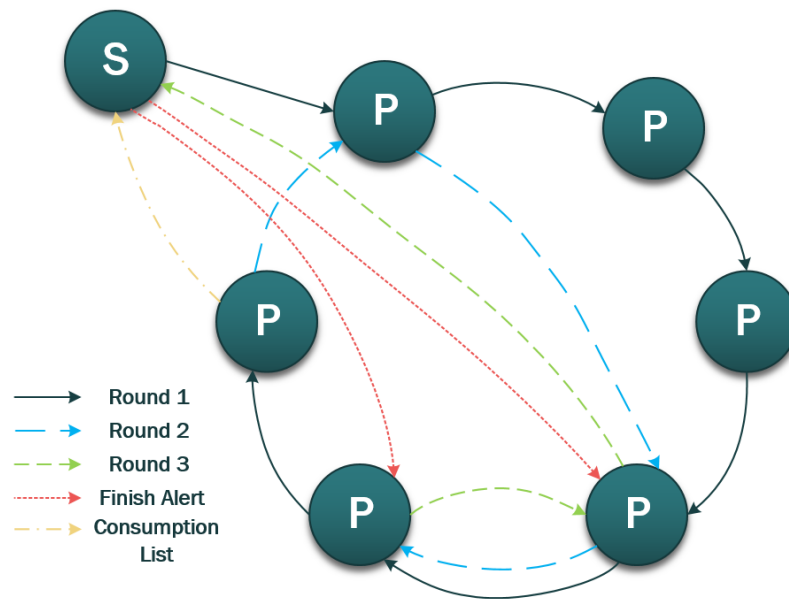 S
P
P
P
P
P
P
Round 1
Round 2
Round 3
Finish Alert
Consumption
List